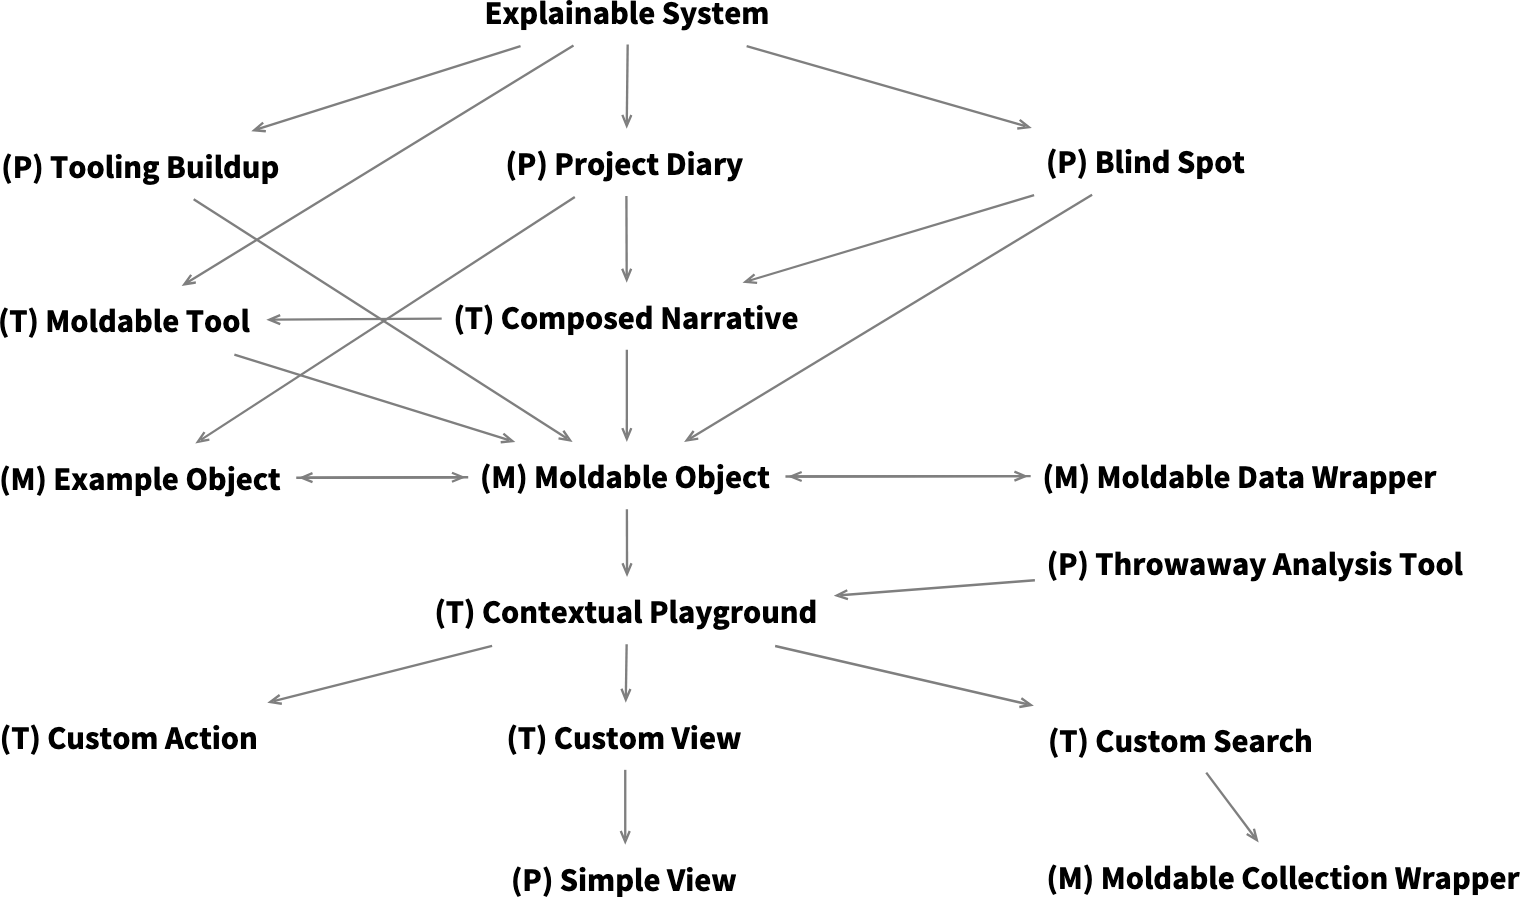 Explainable System
(P) Tooling Buildup
(P) Project Diary
(P) Blind Spot
(T) Moldable Tool
(T) Composed Narrative
(M) Example Object
(M) Moldable Object
(M) Moldable Data Wrapper
(P) Throwaway Analysis Tool
(T) Contextual Playground
(T) Custom Action
(T) Custom View
(T) Custom Search
(P) Simple View
(M) Moldable Collection Wrapper